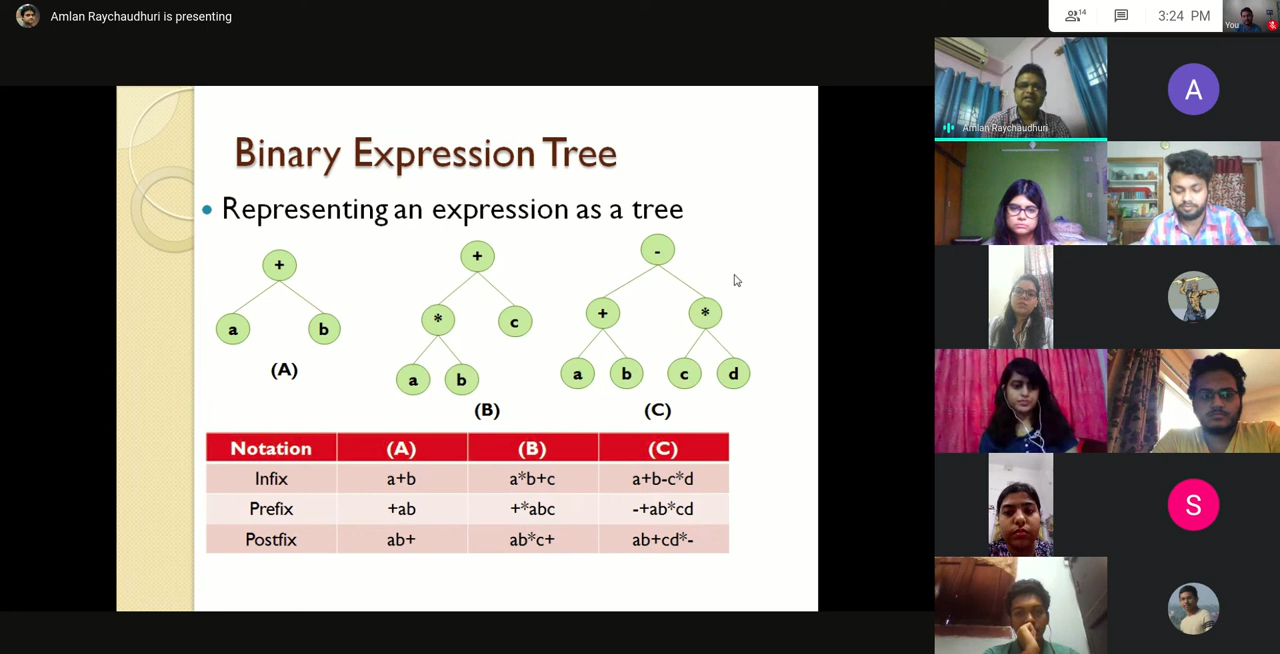 Amlan Raychaudhuri is presenting
14
3:24 PM
You
Binary Expression Tree
Representing an expression as a tree
+
a b
(A)
+
* c
a b
(B)
-
+ *
a b c d
(C)
Notation (A) (B) (C)
Infix a+b a*b+c a+b-c*d
Prefix +ab +*abc -+ab*cd
Postfix ab+ ab*c+ ab+cd*-
Amlan Raychaudhuri
A
S